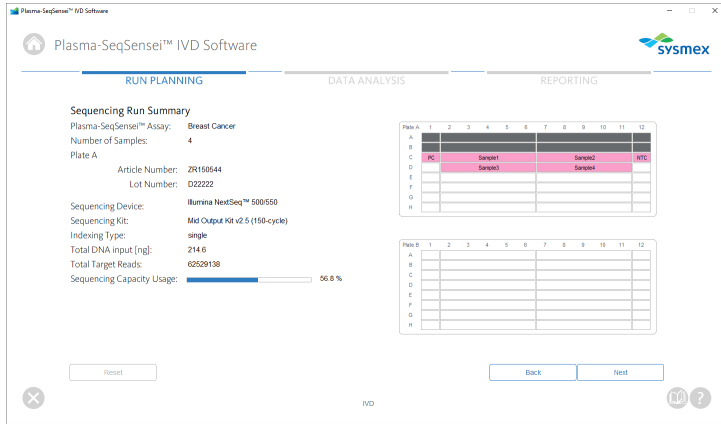 Plasma-SeqSensei™ IVD Software
Plasma-SeqSensei™ IVD Software
sysmex
RUN PLANNING
DATA ANALYSIS
REPORTING
Sequencing Run Summary
Plasma-SeqSensei™ Assay: Breast Cancer
Number of Samples: 4
Plate A
Article Number: ZR150544
Lot Number: D22222
Sequencing Device: Illumina NextSeq™ 500/550
Sequencing Kit: Mid Output Kit v2.5 (150-cycle)
Indexing Type: single
Total DNA input [ng]: 214.6
Total Target Reads: 62529138
Sequencing Capacity Usage: 56.8 %
Plate A 1 2 3 4 5 6 7 8 9 10 11 12
A
B
C PC Sample1 Sample2 NTC
D Sample3 Sample4
E
F
G
H
Plate B 1 2 3 4 5 6 7 8 9 10 11 12
A
B
C
D
E
F
G
H
Reset
Back
Next
IVD
?